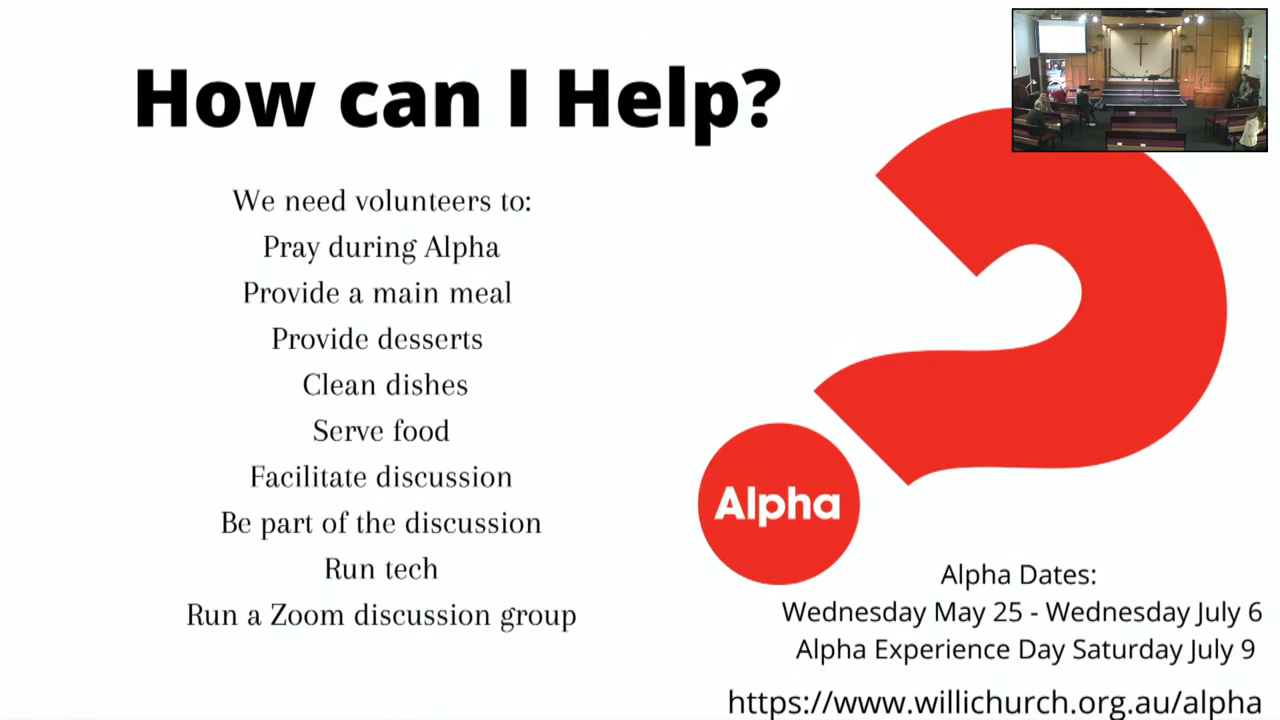 How can I Help?
We need volunteers to:
Pray during Alpha
Provide a main meal
Provide desserts
Clean dishes
Serve food
Facilitate discussion
Be part of the discussion
Run tech
Run a Zoom discussion group
Alpha
Alpha Dates:
Wednesday May 25 - Wednesday July 6
Alpha Experience Day Saturday July 9
https://www.willichurch.org.au/alpha